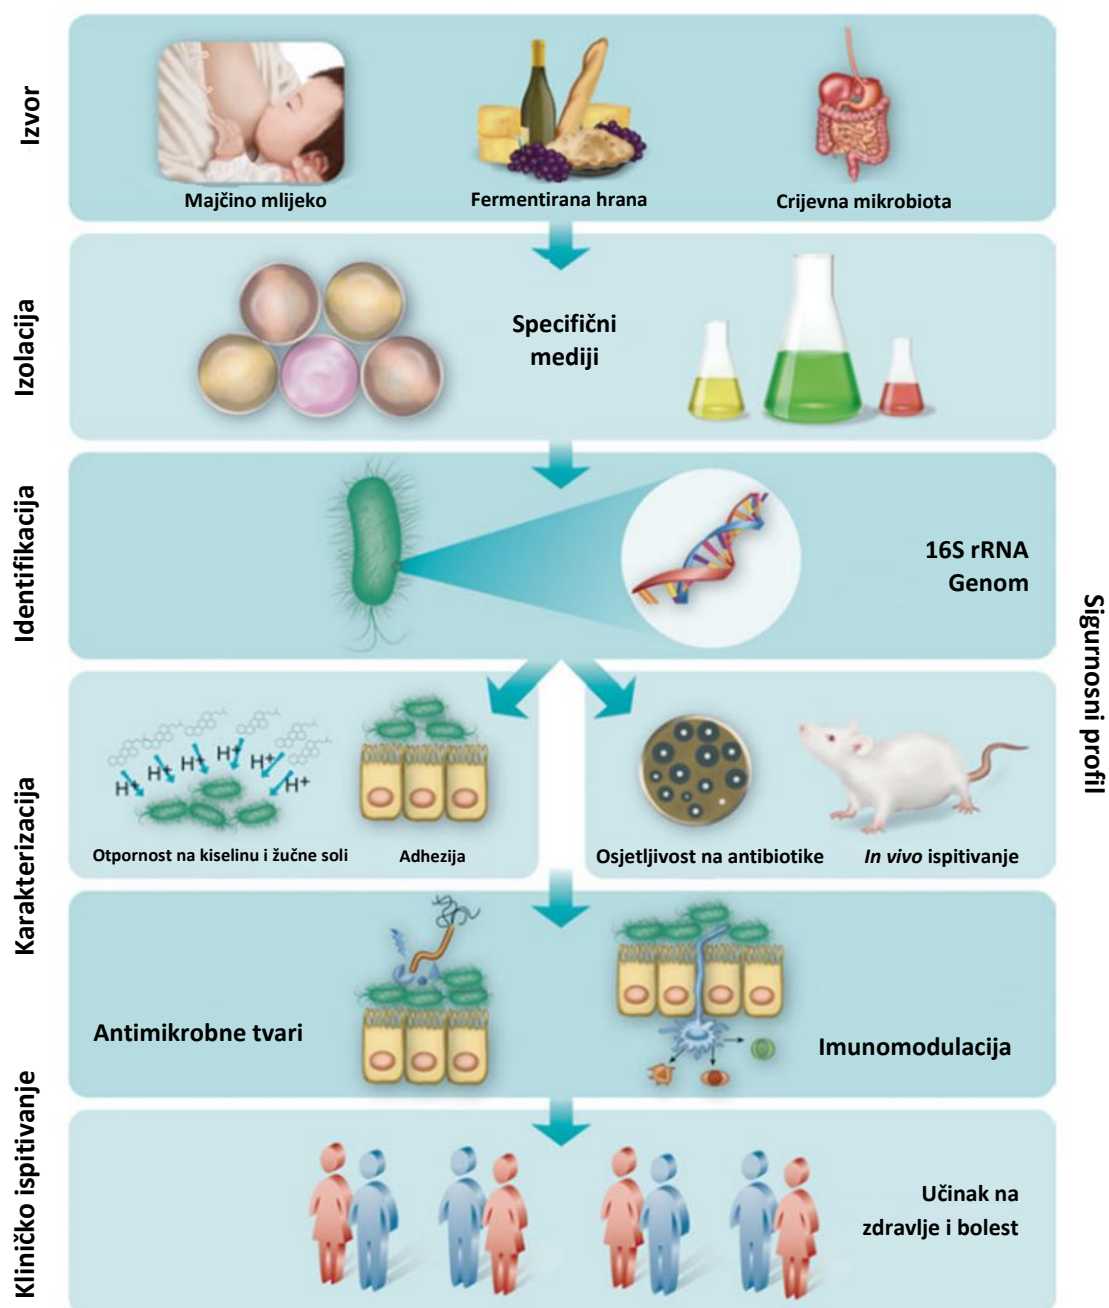 Izvor
Majčino mlijeko
Fermentirana hrana
Crijevna mikrobiota
Izolacija
Specifični
mediji
Identifikacija
16S rRNA
Genom
Sigurnosni profil
Karakterizacija
H+
H+
H+
H+
H+
H+
Otpornost na kiselinu i žučne soli
Adhezija
Osjetljivost na antibiotike
In vivo ispitivanje
Antimikrobne tvari
Imunomodulacija
Kliničko ispitivanje
Učinak na
zdravlje i bolest